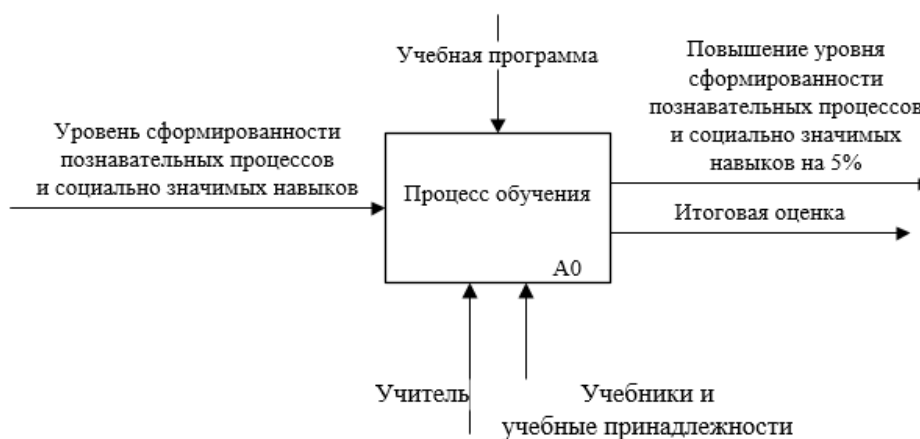 Учебная программа
Повышение уровня
сформированности
познавательных процессов
и социально значимых
навыков на 5%
Уровень сформированности
познавательных процессов
и социально значимых навыков
Процесс обучения
Итоговая оценка
А0
Учитель
Учебники и
учебные принадлежности